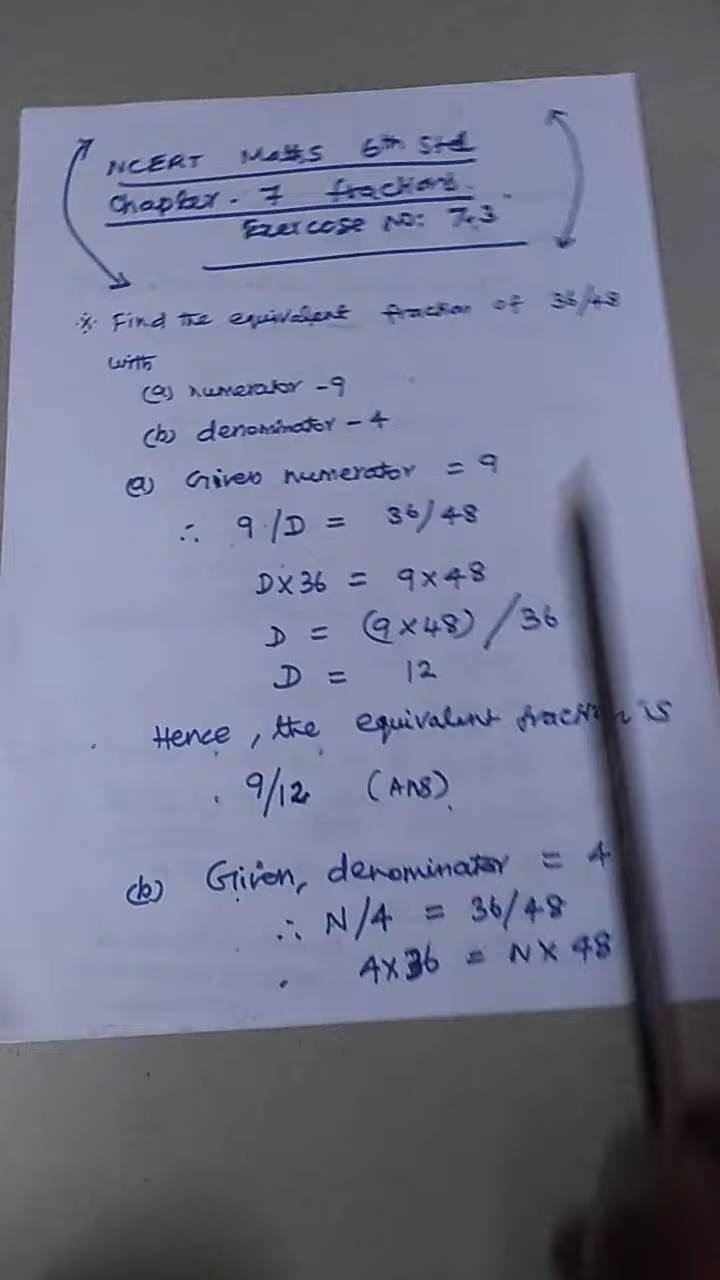 NCERT Maths 6th Std
Chapter. 7 fractions.
Exercose no: 7.3.
Find the equivalent fraction of 36/48
with
(a) numerator - 9
(b) denominator - 4
(a) Given numerator = 9
∴ 9/D = 36/48
D×36 = 9×48
D = (9×48)/36
D = 12
Hence, the equivalent fraction is
9/12 (Ans).
(b) Given, denominator = 4
∴ N/4 = 36/48
4×36 = N×48